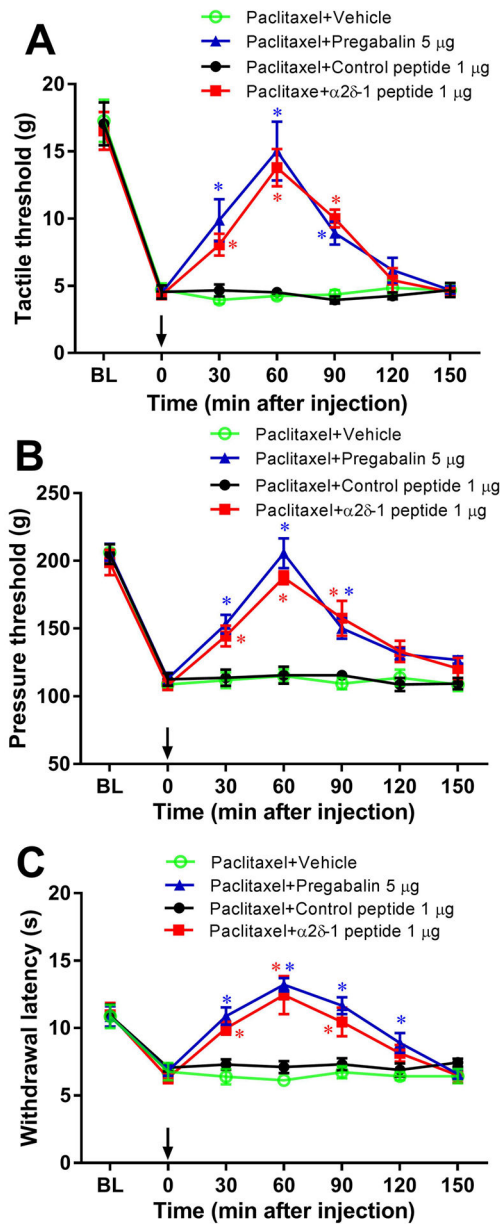 A
Paclitaxel+Vehicle
Paclitaxel+Pregabalin 5 μg
Paclitaxel+Control peptide 1 μg
Paclitaxe+α2δ-1 peptide 1 μg
Tactile threshold (g)
20
15
10
5
0
* * * * * *
BL 0 30 60 90 120 150
Time (min after injection)
B
Paclitaxel+Vehicle
Paclitaxel+Pregabalin 5 μg
Paclitaxel+Control peptide 1 μg
Paclitaxel+α2δ-1 peptide 1 μg
Pressure threshold (g)
250
200
150
100
50
* * * * * *
BL 0 30 60 90 120 150
Time (min after injection)
C
Paclitaxel+Vehicle
Paclitaxel+Pregabalin 5 μg
Paclitaxel+Control peptide 1 μg
Paclitaxel+α2δ-1 peptide 1 μg
Withdrawal latency (s)
20
15
10
5
0
* * * * * * *
BL 0 30 60 90 120 150
Time (min after injection)